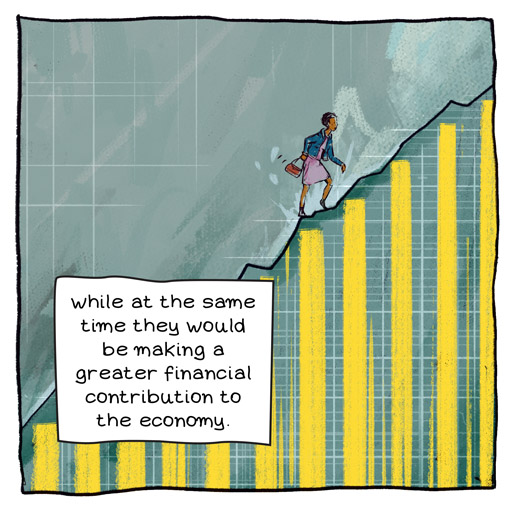 while at the same
time they would
be making a
greater financial
contribution to
the economy.